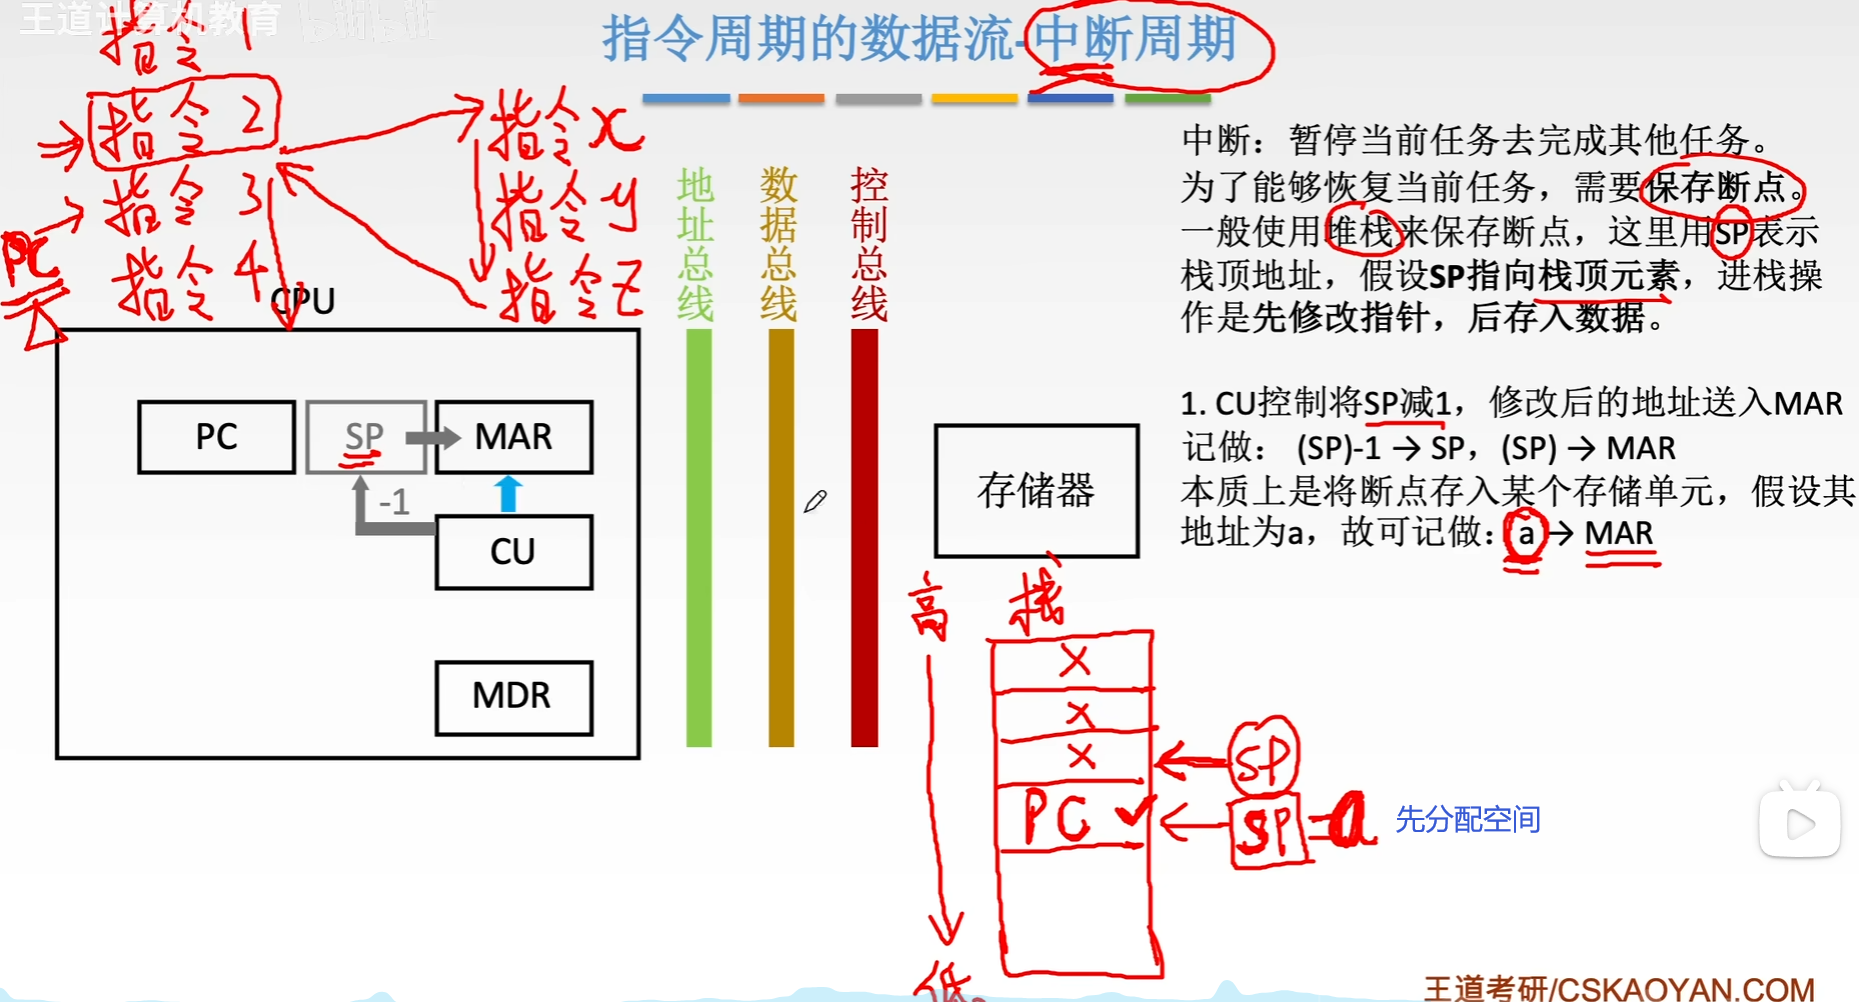 王道计算机教育 bilibili
指令周期的数据流-中断周期
指令 1
指令 2
指令 3
指令 4
PC
指令 x
指令 y
指令 z
CPU
PC
SP
MAR
-1
CU
MDR
地址总线
数据总线
控制总线
存储器
中断：暂停当前任务去完成其他任务。
为了能够恢复当前任务，需要保存断点。
一般使用堆栈来保存断点，这里用SP表示
栈顶地址，假设SP指向栈顶元素，进栈操
作是先修改指针，后存入数据。
1. CU控制将SP减1，修改后的地址送入MAR
记做： (SP)-1 → SP，(SP) → MAR
本质上是将断点存入某个存储单元，假设其
地址为a，故可记做：a → MAR
高
栈
SP
PC
SP = a
先分配空间
低
王道考研/CSKAOYAN.COM